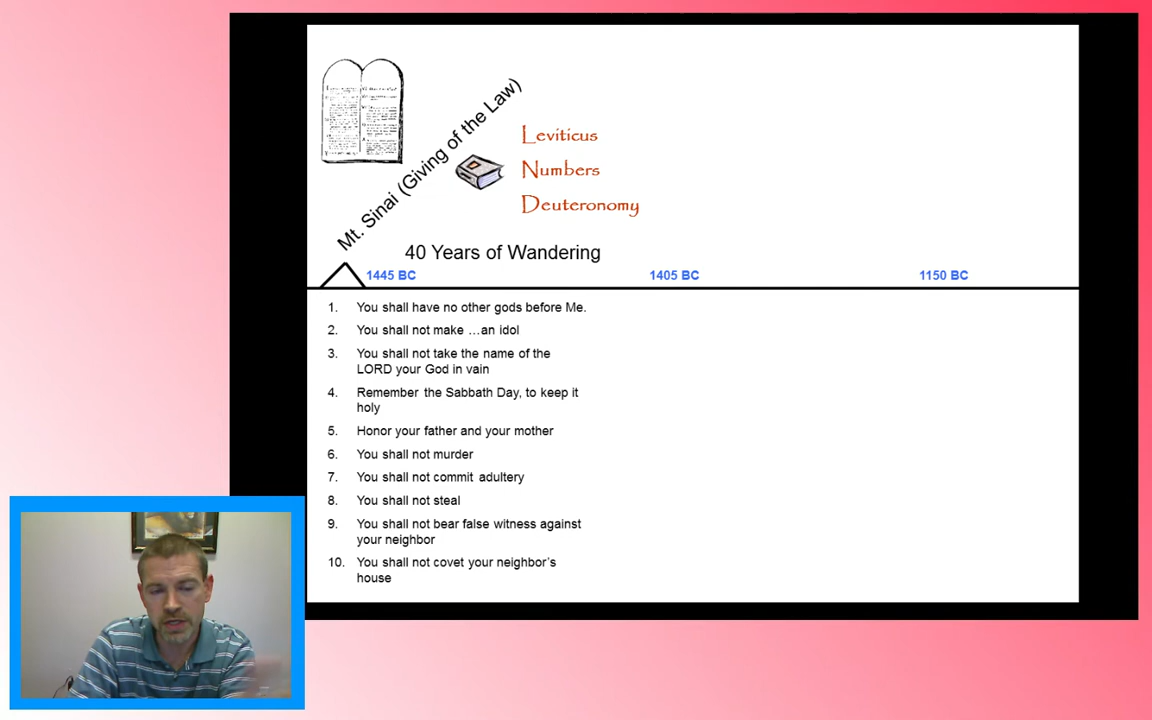 Mt. Sinai (Giving of the Law)
Leviticus
Numbers
Deuteronomy
40 Years of Wandering
1445 BC
1405 BC
1150 BC
1. You shall have no other gods before Me.
2. You shall not make …an idol
3. You shall not take the name of the
LORD your God in vain
4. Remember the Sabbath Day, to keep it
holy
5. Honor your father and your mother
6. You shall not murder
7. You shall not commit adultery
8. You shall not steal
9. You shall not bear false witness against
your neighbor
10. You shall not covet your neighbor's
house